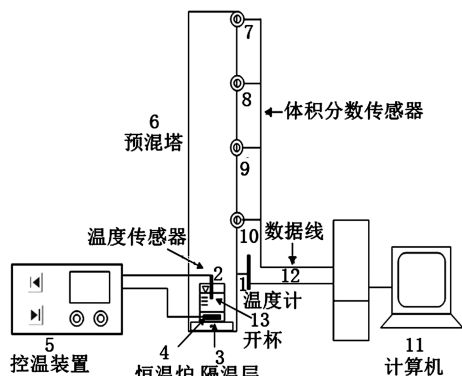 7
8
体积分数传感器
6
预混塔
9
10
数据线
温度传感器
2
1
12
温度计
13
开杯
5
控温装置
4
恒温炉
3
隔温层
11
计算机